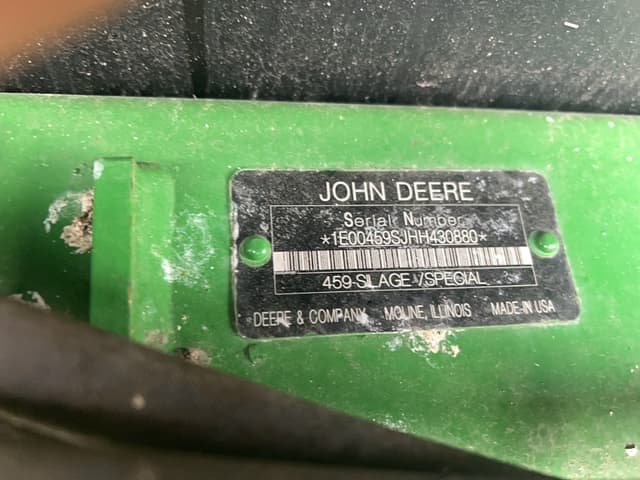 JOHN DEERE
Serial Number
*1E00459SJHH430880*
459-SILAGE /SPECIAL
DEERE & COMPANY MOLINE, ILLINOIS MADE-IN USA